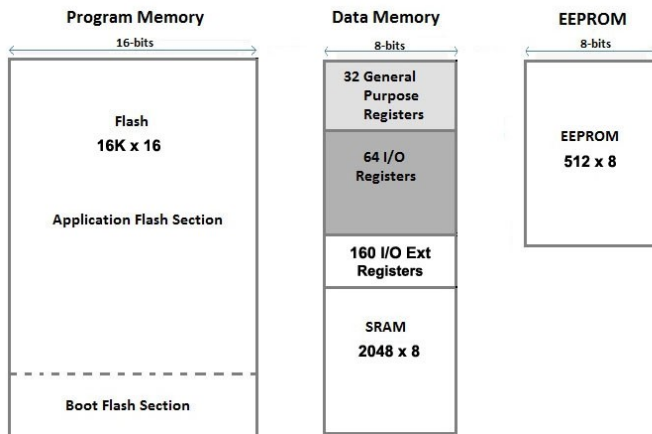 Program Memory
16-bits
Flash
16K x 16
Application Flash Section
Boot Flash Section
Data Memory
8-bits
32 General
Purpose
Registers
64 I/O
Registers
160 I/O Ext
Registers
SRAM
2048 x 8
EEPROM
8-bits
EEPROM
512 x 8